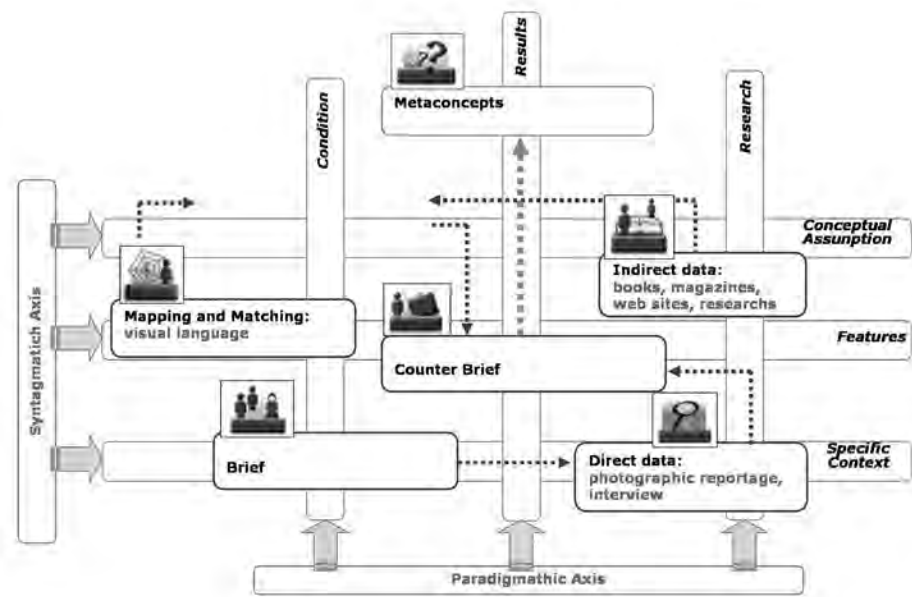 Results
Condition
Research
Metaconcepts
Syntagmatich Axis
Conceptual
Assumption
Indirect data:
books, magazines,
web sites, researchs
Mapping and Matching:
visual language
Features
Counter Brief
Specific
Context
Brief
Direct data:
photographic reportage,
interview
Paradigmathic Axis